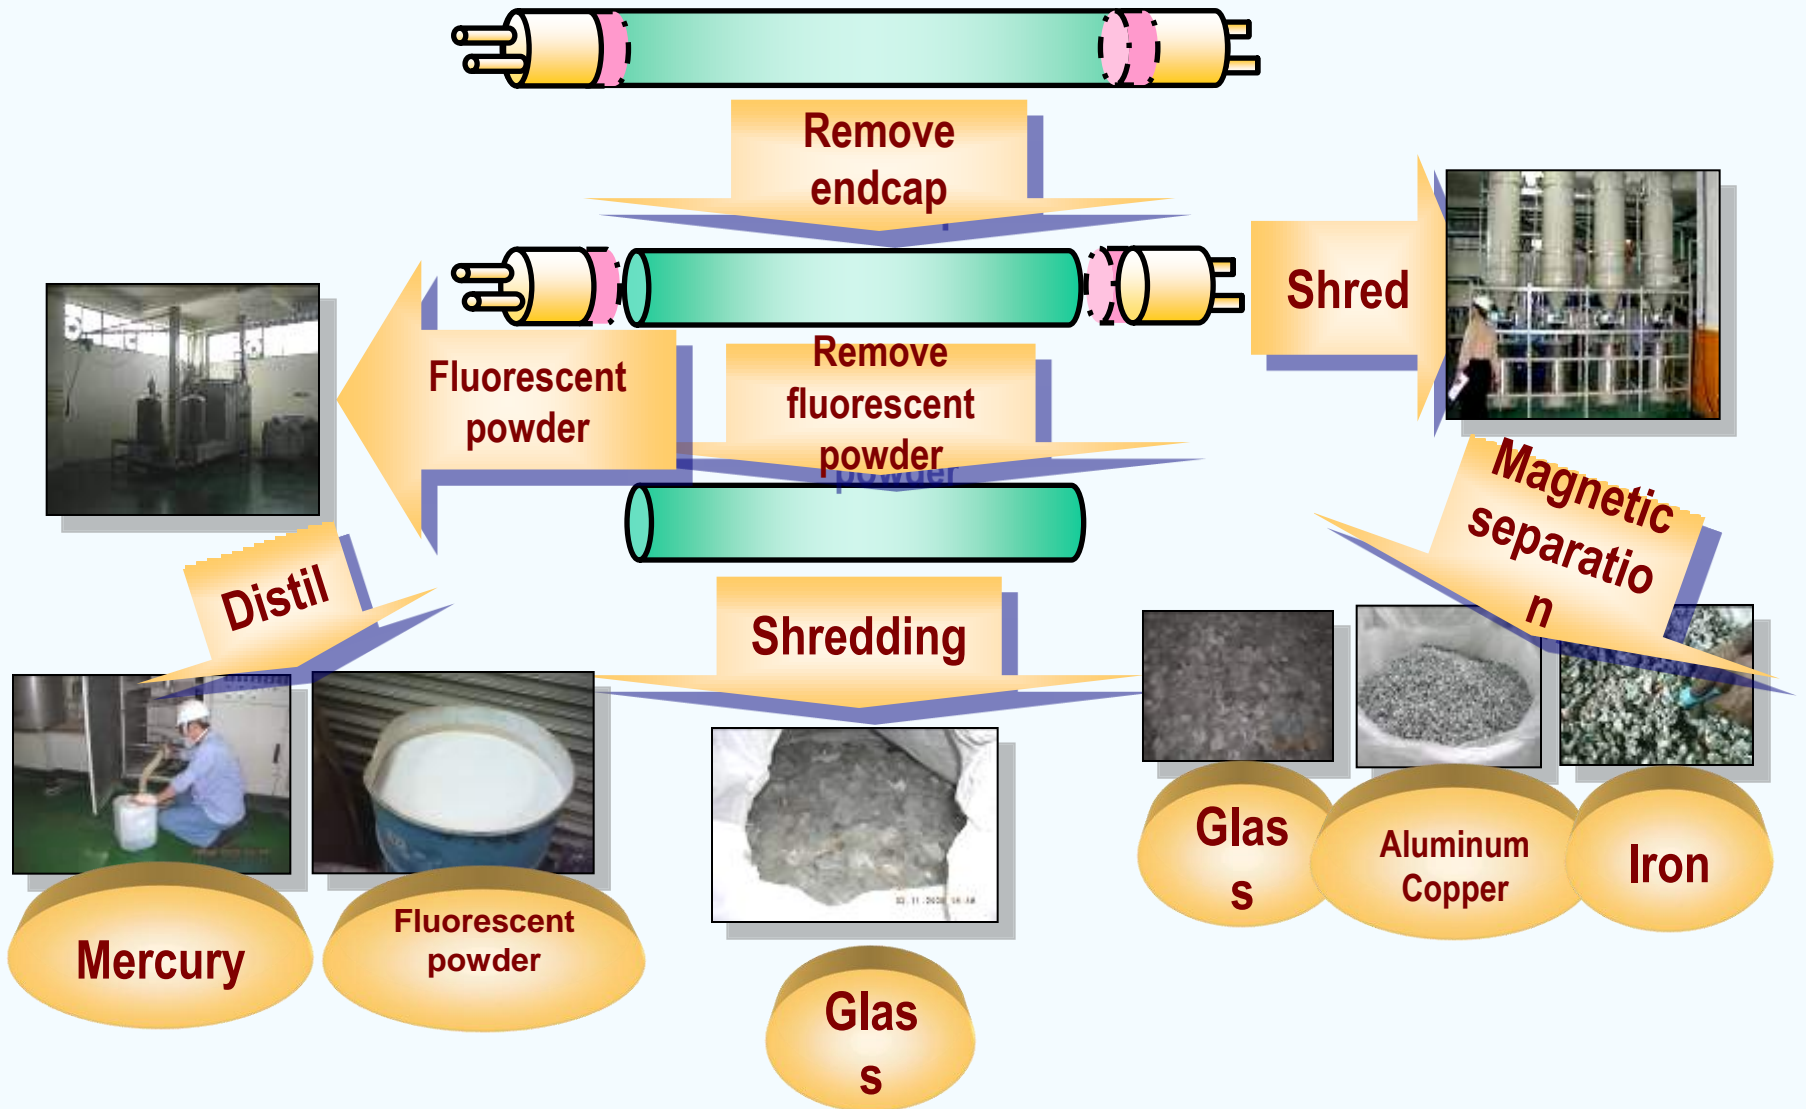 Remove
endcap
Shred
Fluorescent
powder
Remove
fluorescent
powder
Magnetic
separatio
n
Distil
Shredding
Glas
s
Aluminum
Copper
Iron
Mercury
Fluorescent
powder
Glas
s